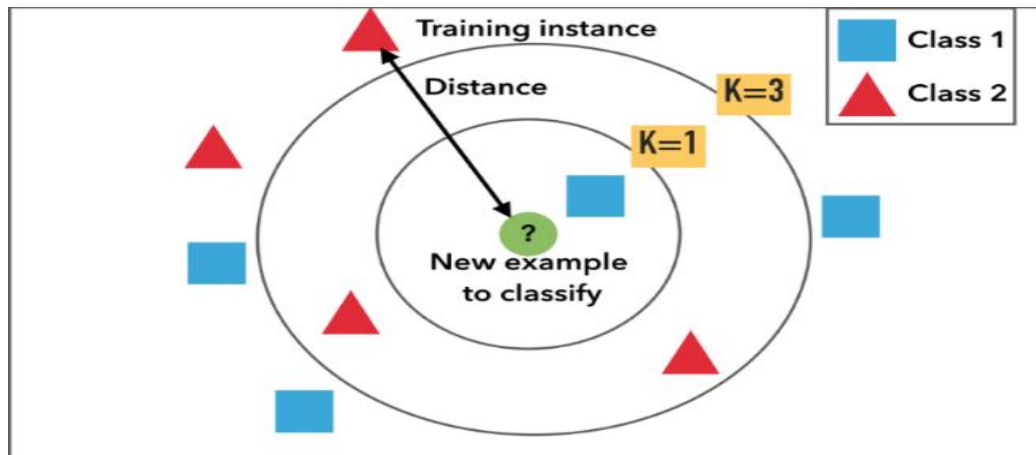 Training instance
Class 1
Distance
K=3
Class 2
K=1
?
New example
to classify